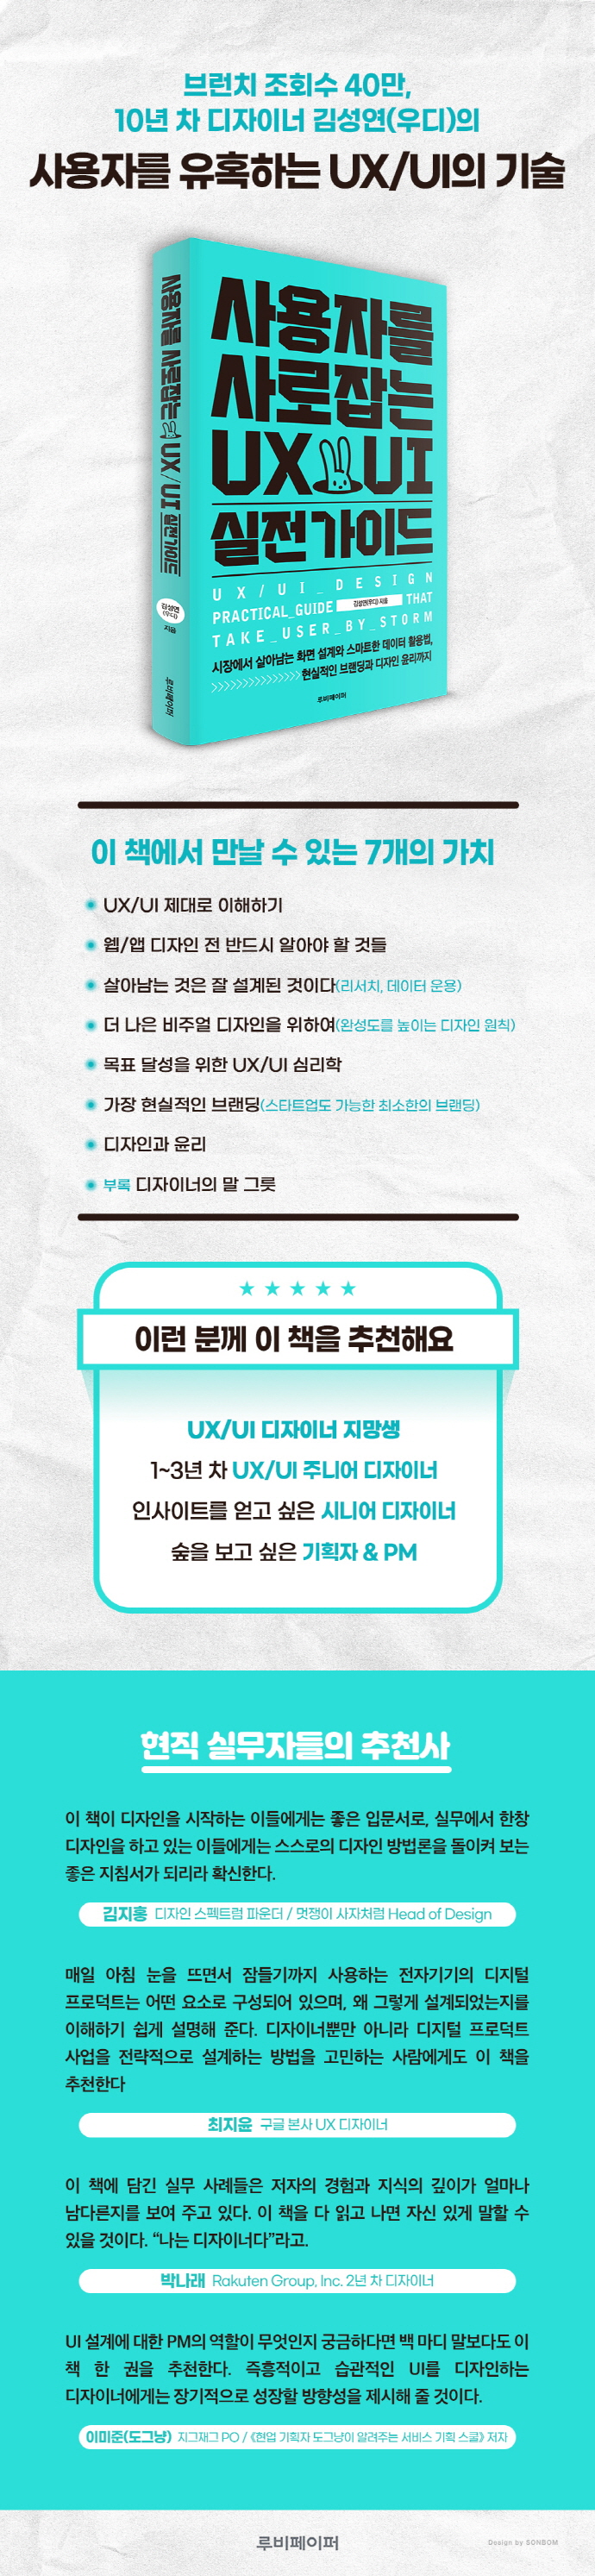 브런치 조회수 40만,
10년 차 디자이너 김성연(우디)의
사용자를 유혹하는 UX/UI의 기술
사용자를 사로잡는 UX/UI 실전 가이드
김성연
(우디)
지음
루비페이퍼
사용자를
사로잡는
UX UI
실전 가이드
UX/UI_DESIGN
PRACTICAL_GUIDE 김성연(우디) 지음 THAT
TAKE_USER_BY_STORM
시장에서 살아남는 화면 설계와 스마트한 데이터 활용법,
>>>>>>>>>>>>>>> 현실적인 브랜딩과 디자인 윤리까지
루비페이퍼
이 책에서 만날 수 있는 7개의 가치
UX/UI 제대로 이해하기
웹/앱 디자인 전 반드시 알아야 할 것들
살아남는 것은 잘 설계된 것이다(리서치, 데이터 운용)
더 나은 비주얼 디자인을 위하여(완성도를 높이는 디자인 원칙)
목표 달성을 위한 UX/UI 심리학
가장 현실적인 브랜딩(스타트업도 가능한 최소한의 브랜딩)
디자인과 윤리
부록 디자이너의 말 그릇
★ ★ ★ ★ ★
이런 분께 이 책을 추천해요
UX/UI 디자이너 지망생
1~3년 차 UX/UI 주니어 디자이너
인사이트를 얻고 싶은 시니어 디자이너
숲을 보고 싶은 기획자 & PM
현직 실무자들의 추천사
이 책이 디자인을 시작하는 이들에게는 좋은 입문서로, 실무에서 한창
디자인을 하고 있는 이들에게는 스스로의 디자인 방법론을 돌이켜 보는
좋은 지침서가 되리라 확신한다.
김지홍 디자인 스펙트럼 파운더 / 멋쟁이 사자처럼 Head of Design
매일 아침 눈을 뜨면서 잠들기까지 사용하는 전자기기의 디지털
프로덕트는 어떤 요소로 구성되어 있으며, 왜 그렇게 설계되었는지를
이해하기 쉽게 설명해 준다. 디자이너뿐만 아니라 디지털 프로덕트
사업을 전략적으로 설계하는 방법을 고민하는 사람에게도 이 책을
추천한다
최지윤 구글 본사 UX 디자이너
이 책에 담긴 실무 사례들은 저자의 경험과 지식의 깊이가 얼마나
남다른지를 보여 주고 있다. 이 책을 다 읽고 나면 자신 있게 말할 수
있을 것이다. “나는 디자이너다”라고.
박나래 Rakuten Group, Inc. 2년 차 디자이너
UI 설계에 대한 PM의 역할이 무엇인지 궁금하다면 백 마디 말보다도 이
책 한 권을 추천한다. 즉흥적이고 습관적인 UI를 디자인하는
디자이너에게는 장기적으로 성장할 방향성을 제시해 줄 것이다.
이미준(도그냥) 지그재그 PO / 《현업 기획자 도그냥이 알려주는 서비스 기획 스쿨》 저자
루비페이퍼
Design by SONBOM